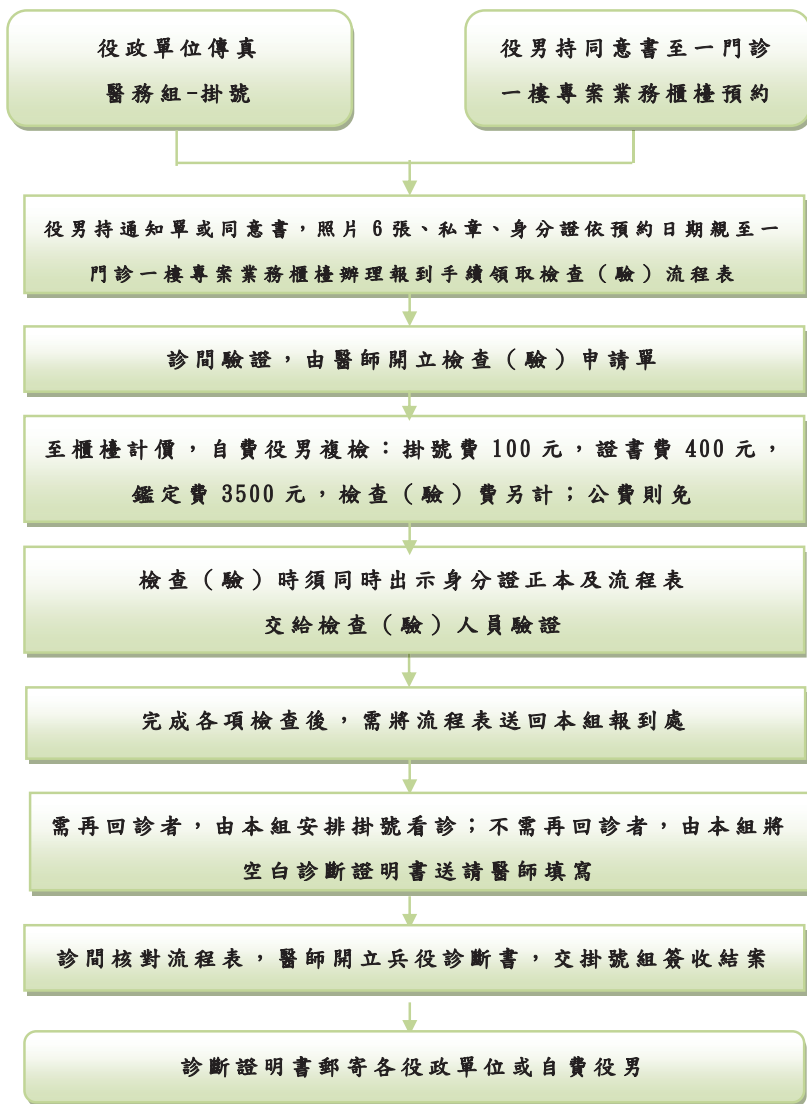 役政單位傳真
醫務組-掛號
役男持同意書至一門診
一樓專案業務櫃檯預約
役男持通知單或同意書，照片 6 張、私章、身分證依預約日期親至一
門診一樓專案業務櫃檯辦理報到手續領取檢查（驗）流程表
診間驗證，由醫師開立檢查（驗）申請單
至櫃檯計價，自費役男複檢：掛號費 100 元，證書費 400 元，
鑑定費 3500 元，檢查（驗）費另計；公費則免
檢查（驗）時須同時出示身分證正本及流程表
交給檢查（驗）人員驗證
完成各項檢查後，需將流程表送回本組報到處
需再回診者，由本組安排掛號看診；不需再回診者，由本組將
空白診斷證明書送請醫師填寫
診間核對流程表，醫師開立兵役診斷書，交掛號組簽收結案
診斷證明書郵寄各役政單位或自費役男